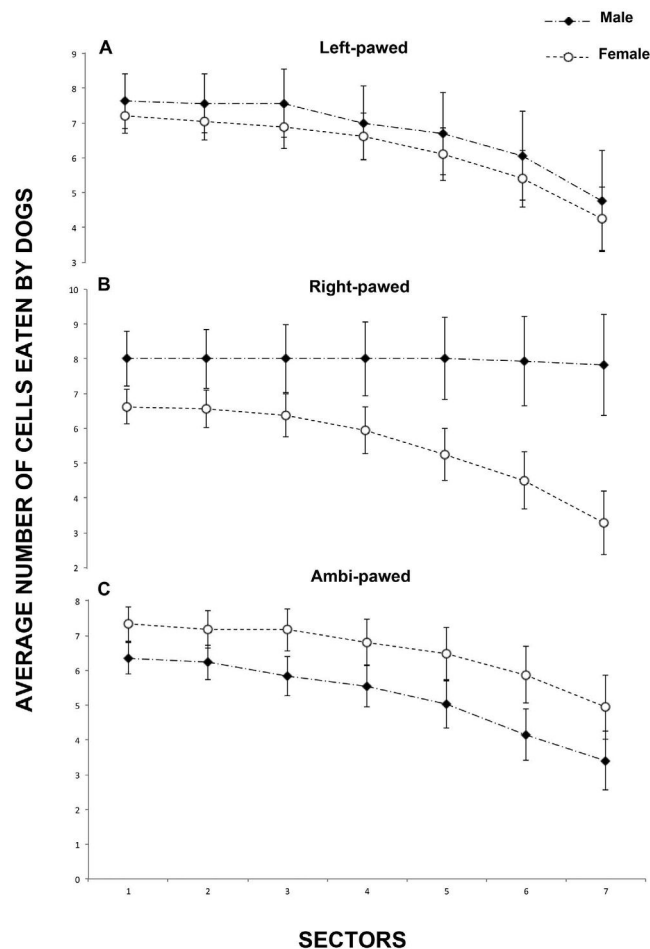 Male
Female
A
Left-pawed
9
8
7
6
5
4
3
B
Right-pawed
10
9
8
7
6
5
4
3
2
C
Ambi-pawed
8
7
6
5
4
3
2
1
0
1 2 3 4 5 6 7
SECTORS
AVERAGE NUMBER OF CELLS EATEN BY DOGS